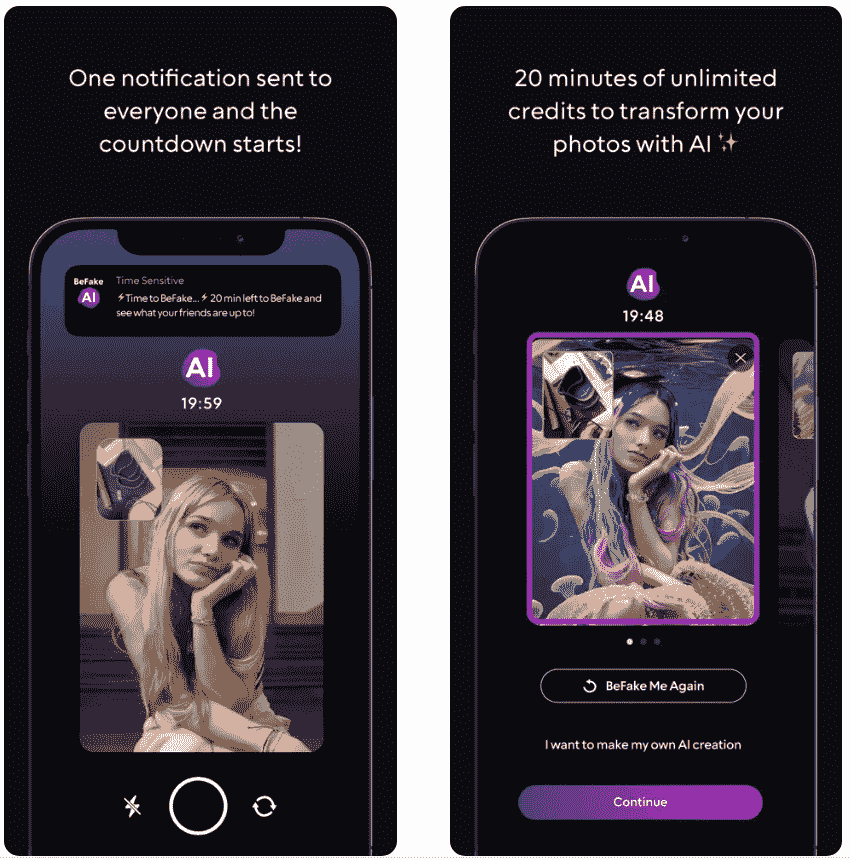 One notification sent to
everyone and the
countdown starts!
BeFake
AI
Time Sensitive
⚡Time to BeFake... ⚡ 20 min left to BeFake and
see what your friends are up to!
AI
19:59
20 minutes of unlimited
credits to transform your
photos with AI ✨
AI
19:48
BeFake Me Again
I want to make my own AI creation
Continue